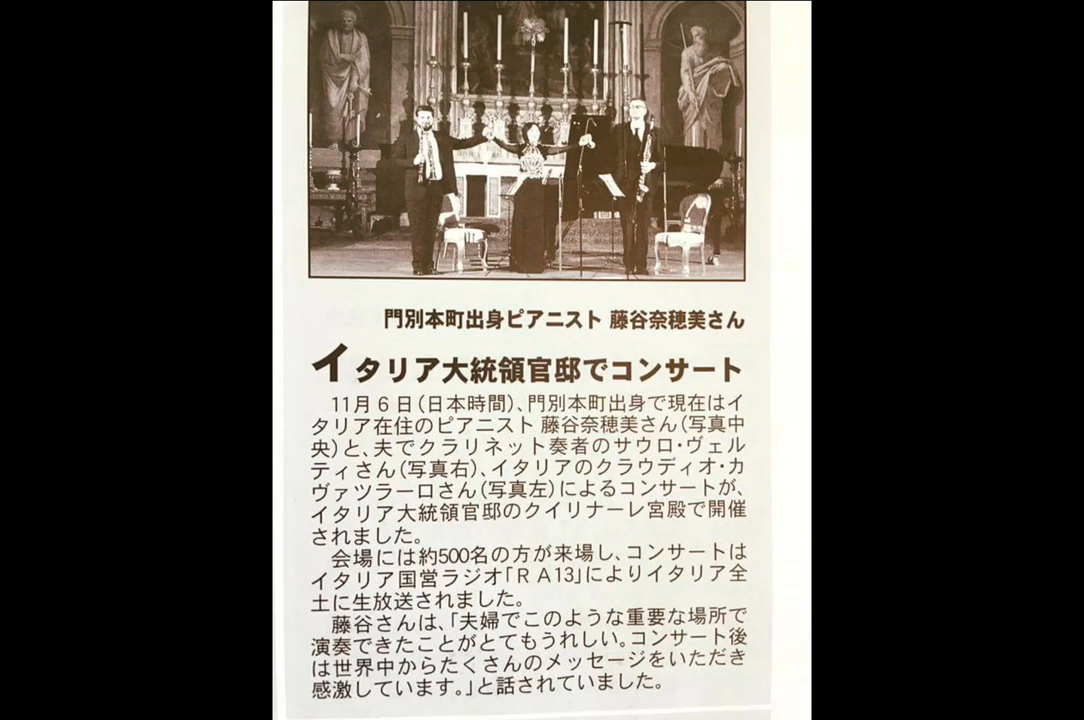 門別本町出身ピアニスト 藤谷奈穂美さん
イタリア大統領官邸でコンサート
11月6日(日本時間)、門別本町出身で現在はイ
タリア在住のピアニスト 藤谷奈穂美さん(写真中
央)と、夫でクラリネット奏者のサウロ・ヴェル
ティさん(写真右)、イタリアのクラウディオ・カ
ヴァツラーロさん(写真左)によるコンサートが、
イタリア大統領官邸のクイリナーレ宮殿で開催
されました。
会場には約500名の方が来場し、コンサートは
イタリア国営ラジオ「RA13」によりイタリア全
土に生放送されました。
藤谷さんは、「夫婦でこのような重要な場所で
演奏できたことがとてもうれしい。コンサート後
は世界中からたくさんのメッセージをいただき
感激しています。」と話されていました。